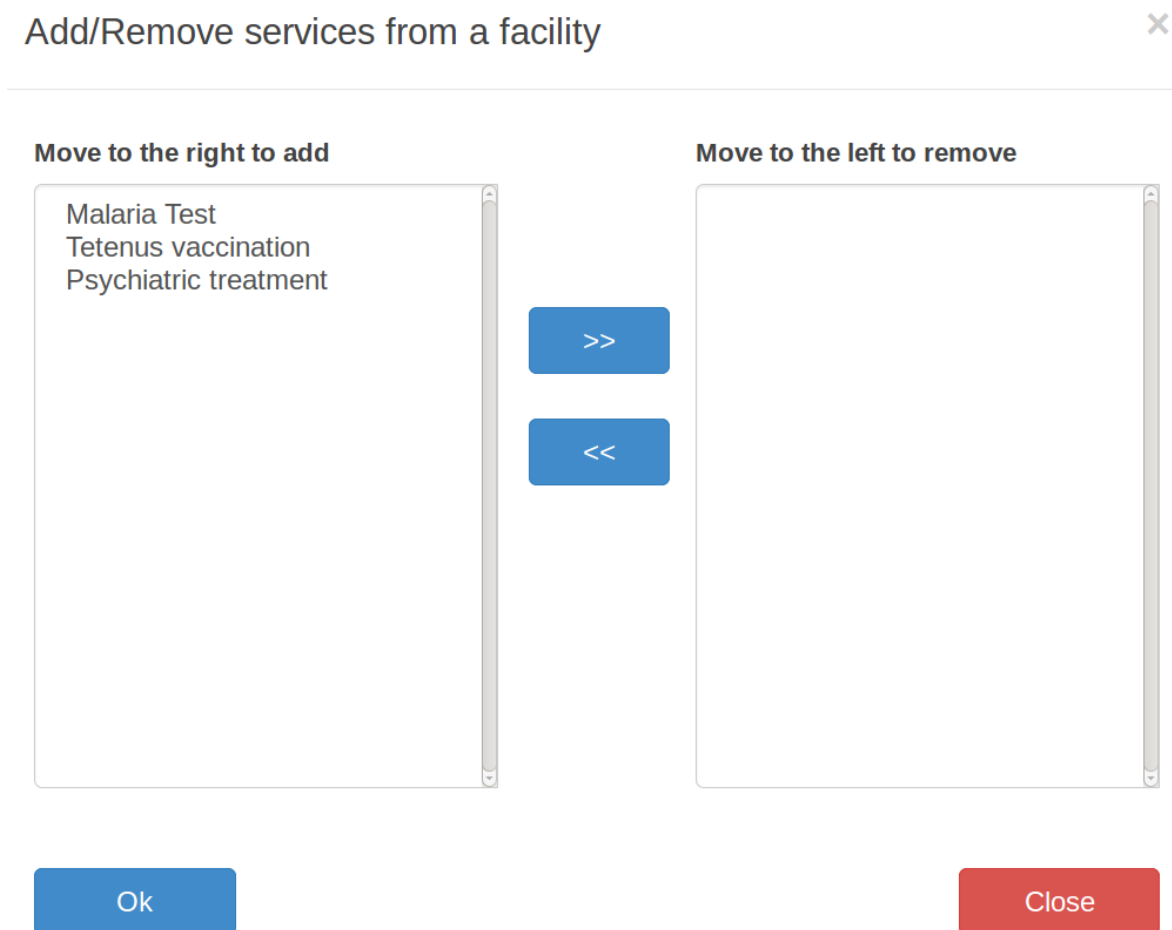 Add/Remove services from a facility
×
Move to the right to add
Move to the left to remove
Malaria Test
Tetenus vaccination
Psychiatric treatment
>>
<<
Ok
Close